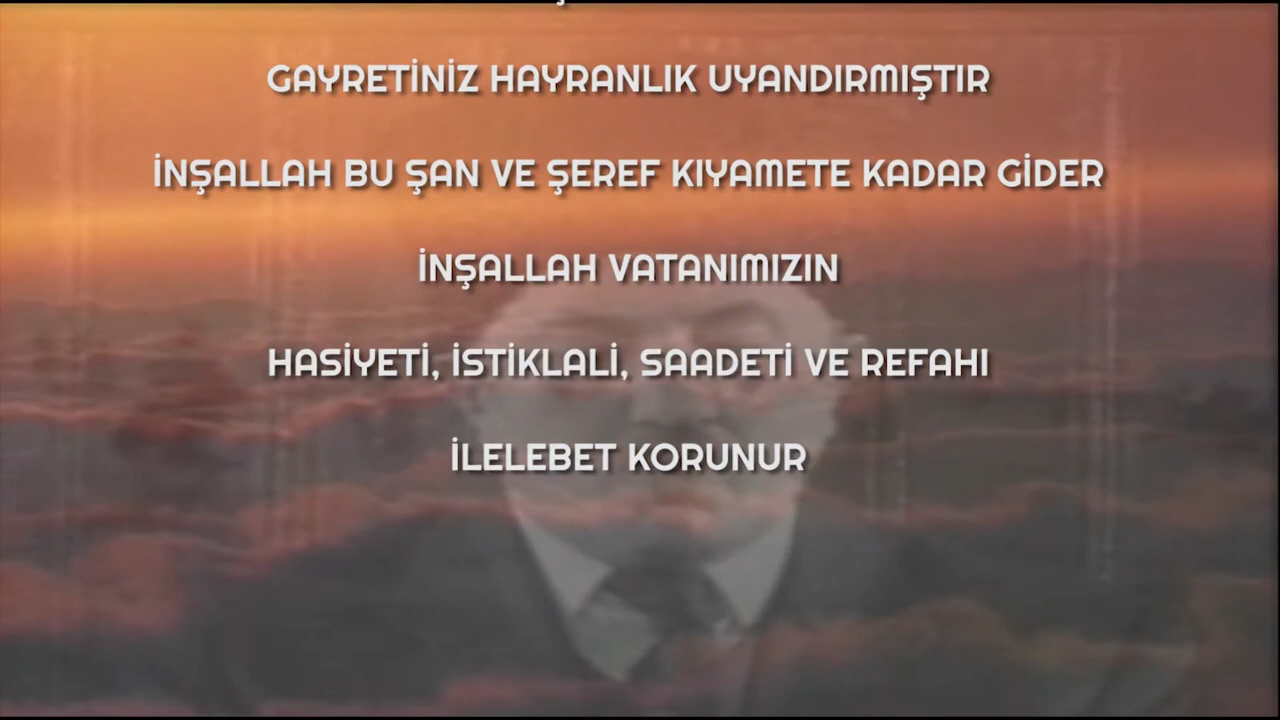 GAYRETİNİZ HAYRANLIK UYANDIRMIŞTIR
İNŞALLAH BU ŞAN VE ŞEREF KIYAMETE KADAR GİDER
İNŞALLAH VATANIMIZIN
HASİYETİ, İSTİKLALİ, SAADETİ VE REFAHI
İLELEBET KORUNUR